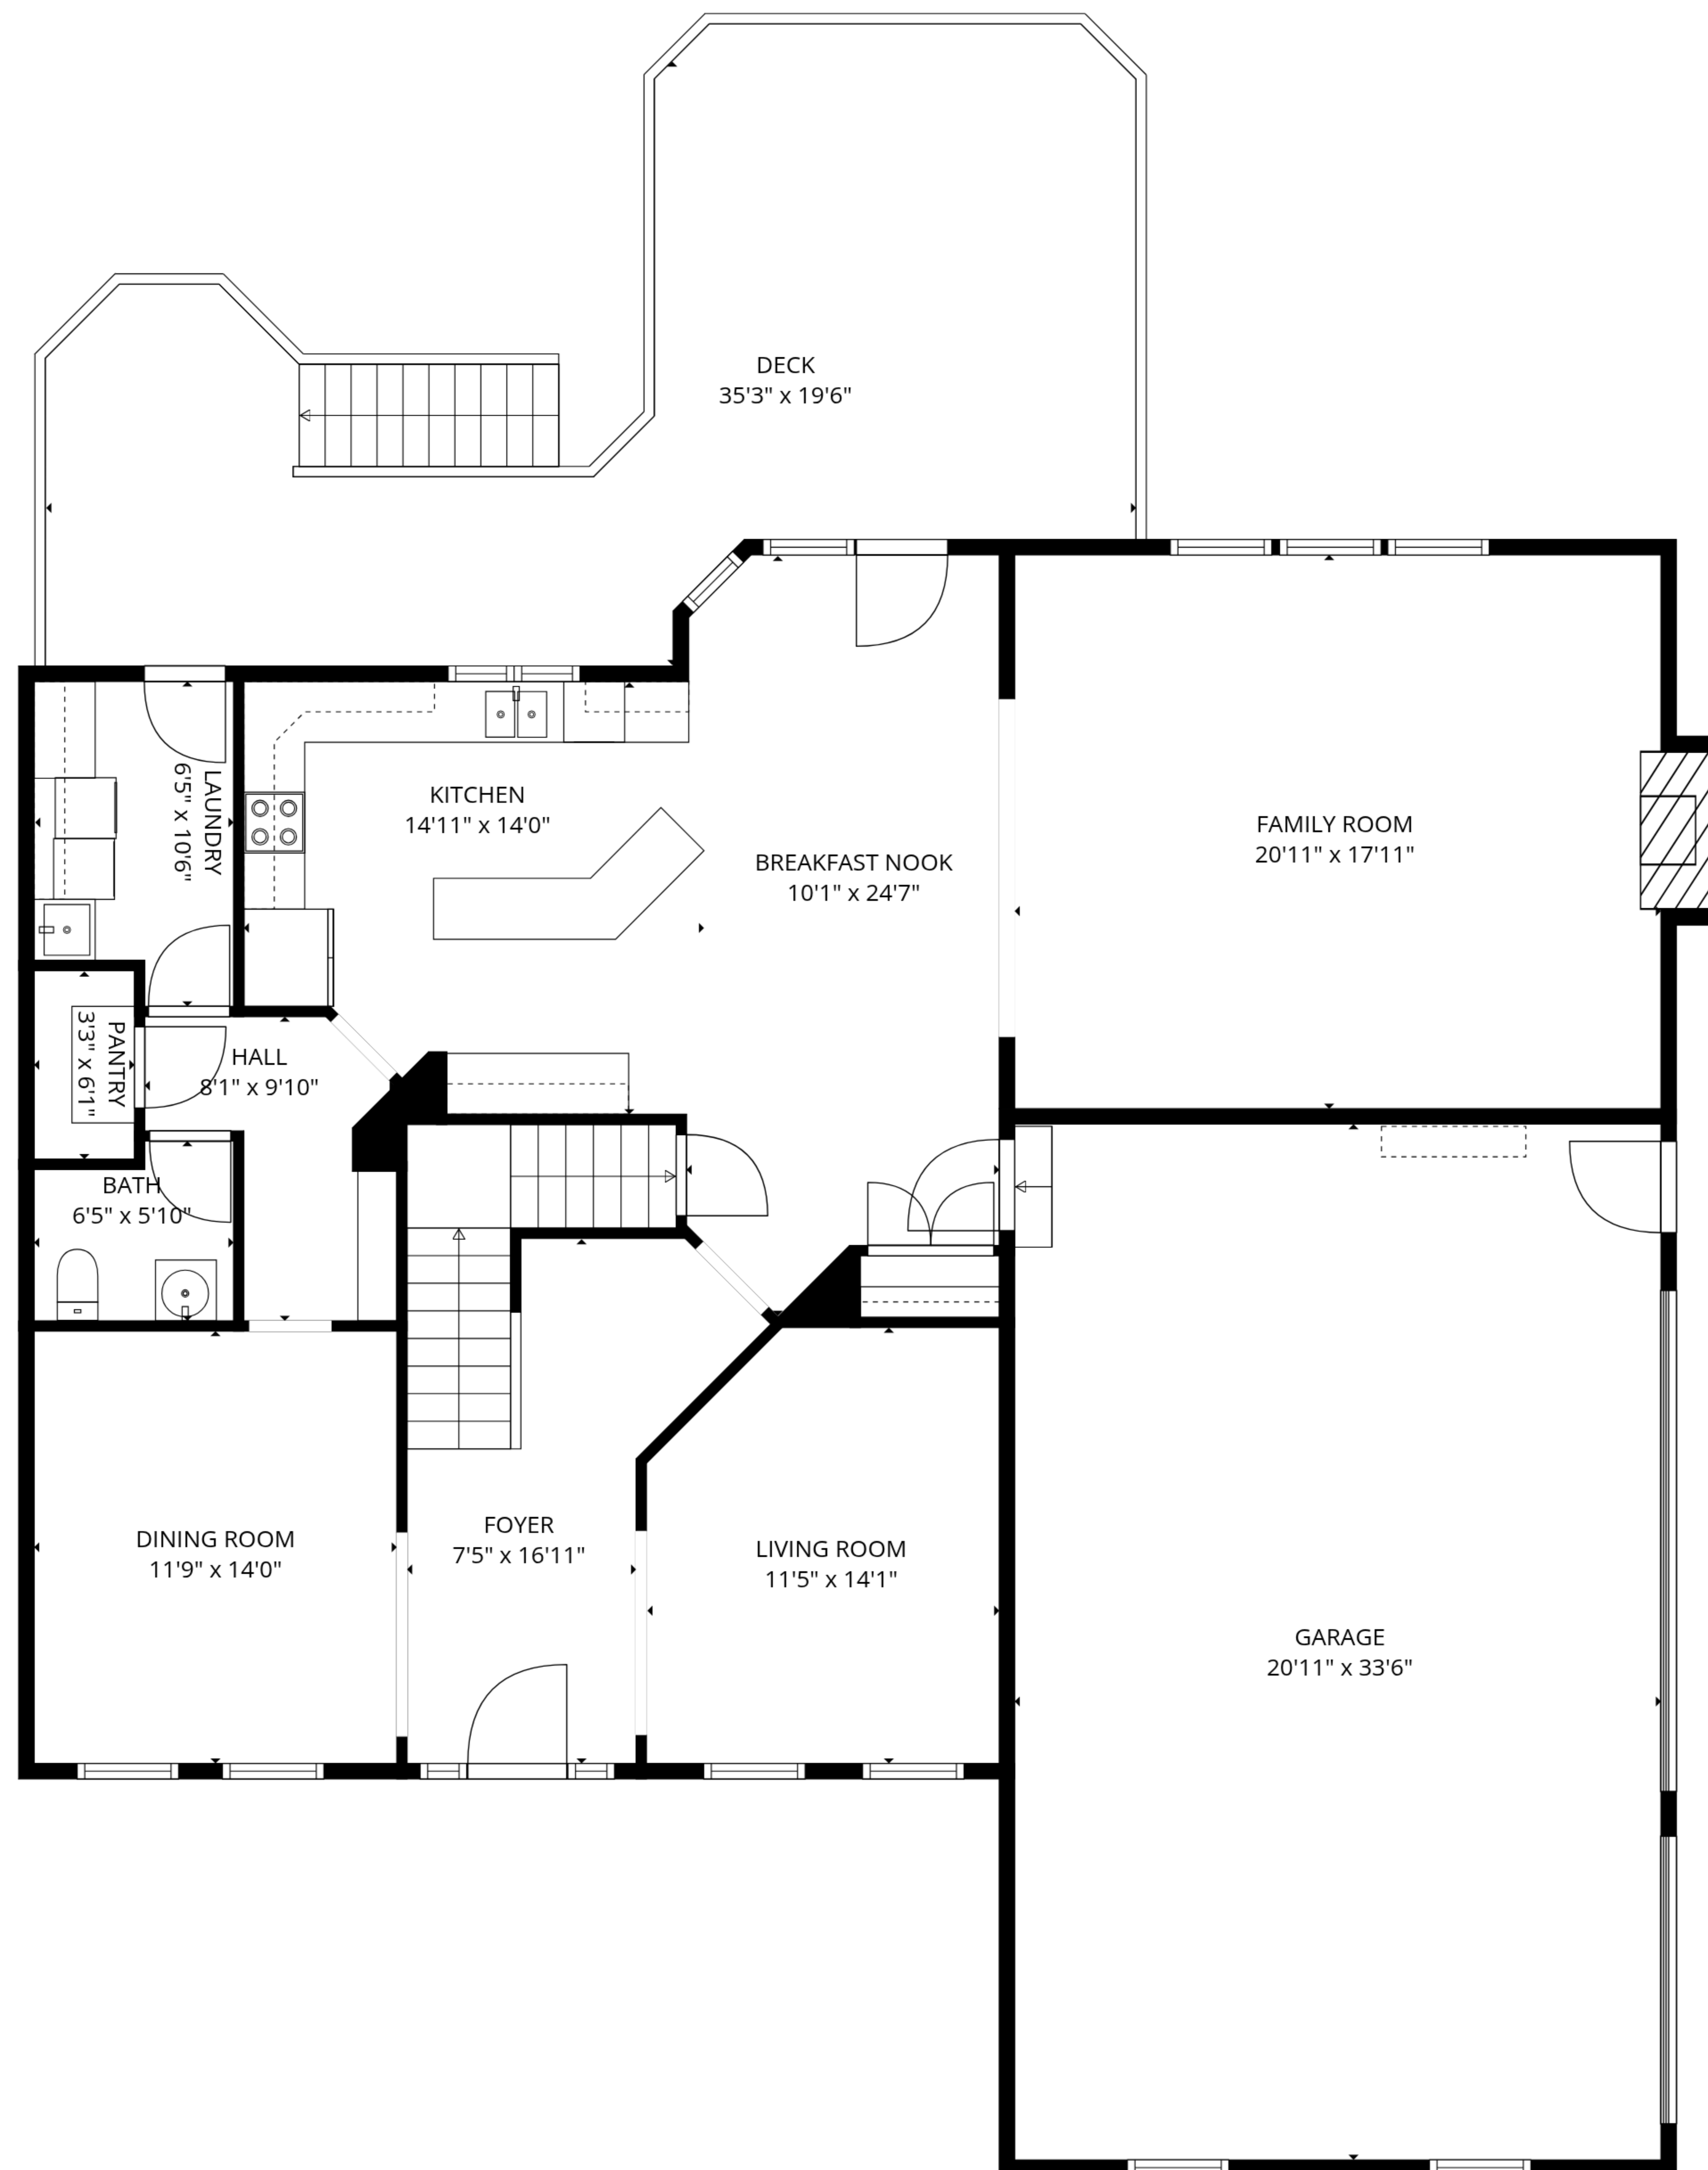 DECK
35'3" x 19'6"
KITCHEN
14'11" x 14'0"
LAUNDRY
6'5" x 10'6"
BREAKFAST NOOK
10'1" x 24'7"
FAMILY ROOM
20'11" x 17'11"
PANTRY
3'3" x 6'1"
HALL
8'1" x 9'10"
BATH
6'5" x 5'10"
DINING ROOM
11'9" x 14'0"
FOYER
7'5" x 16'11"
LIVING ROOM
11'5" x 14'1"
GARAGE
20'11" x 33'6"